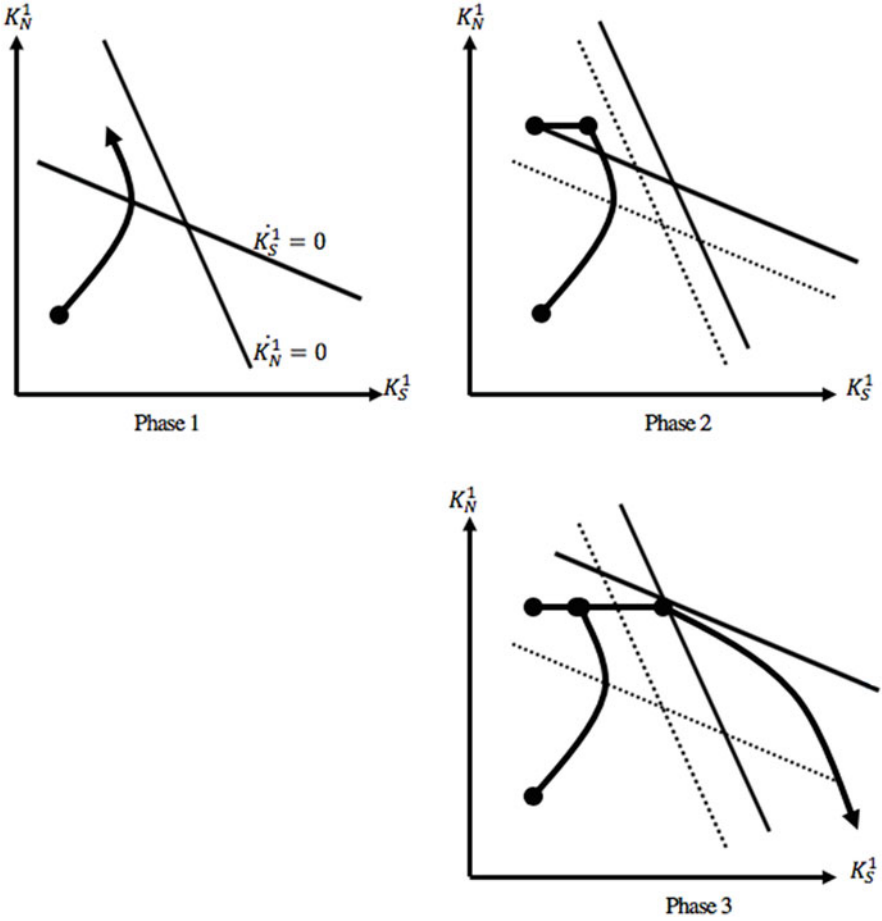 K̇_N^1
K̇_S^1 = 0
K̇_N^1 = 0
K_S^1
Phase 1
K_N^1
K_S^1
Phase 2
K_N^1
K_S^1
Phase 3